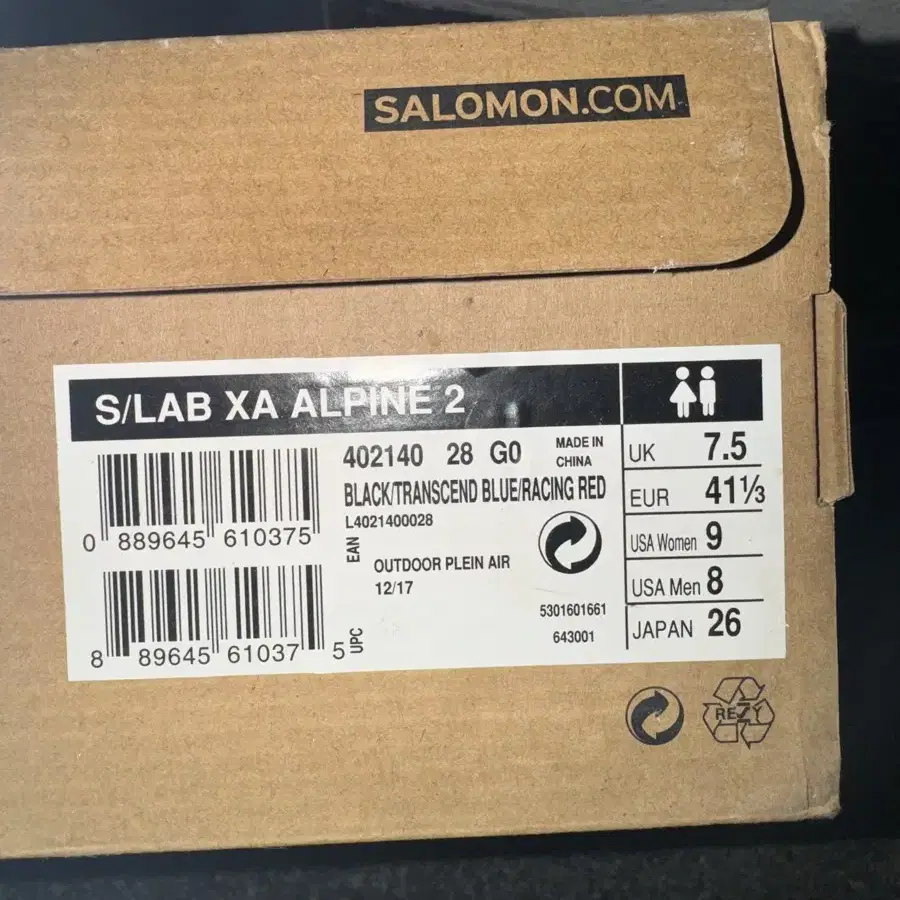 SALOMON.COM
S/LAB XA ALPINE 2
402140 28 G0
MADE IN
CHINA
BLACK/TRANSCEND BLUE/RACING RED
L4021400028
0 889645 610375
EAN
OUTDOOR PLEIN AIR
12/17
5301601661
643001
8 89645 61037 5
UPC
UK 7.5
EUR 41⅓
USA Women 9
USA Men 8
JAPAN 26
REZY